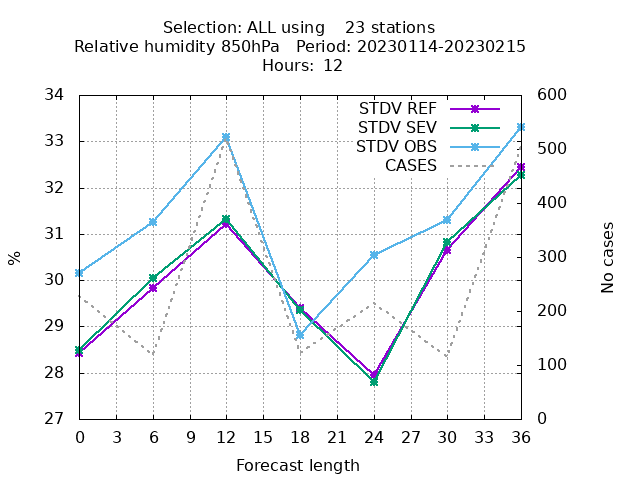 Selection: ALL using    23 stations
Relative humidity 850hPa   Period: 20230114-20230215
Hours: 12
34
33
32
31
30
29
28
27
%
600
500
400
300
200
100
0
No cases
STDV REF
STDV SEV
STDV OBS
CASES
0 3 6 9 12 15 18 21 24 27 30 33 36
Forecast length